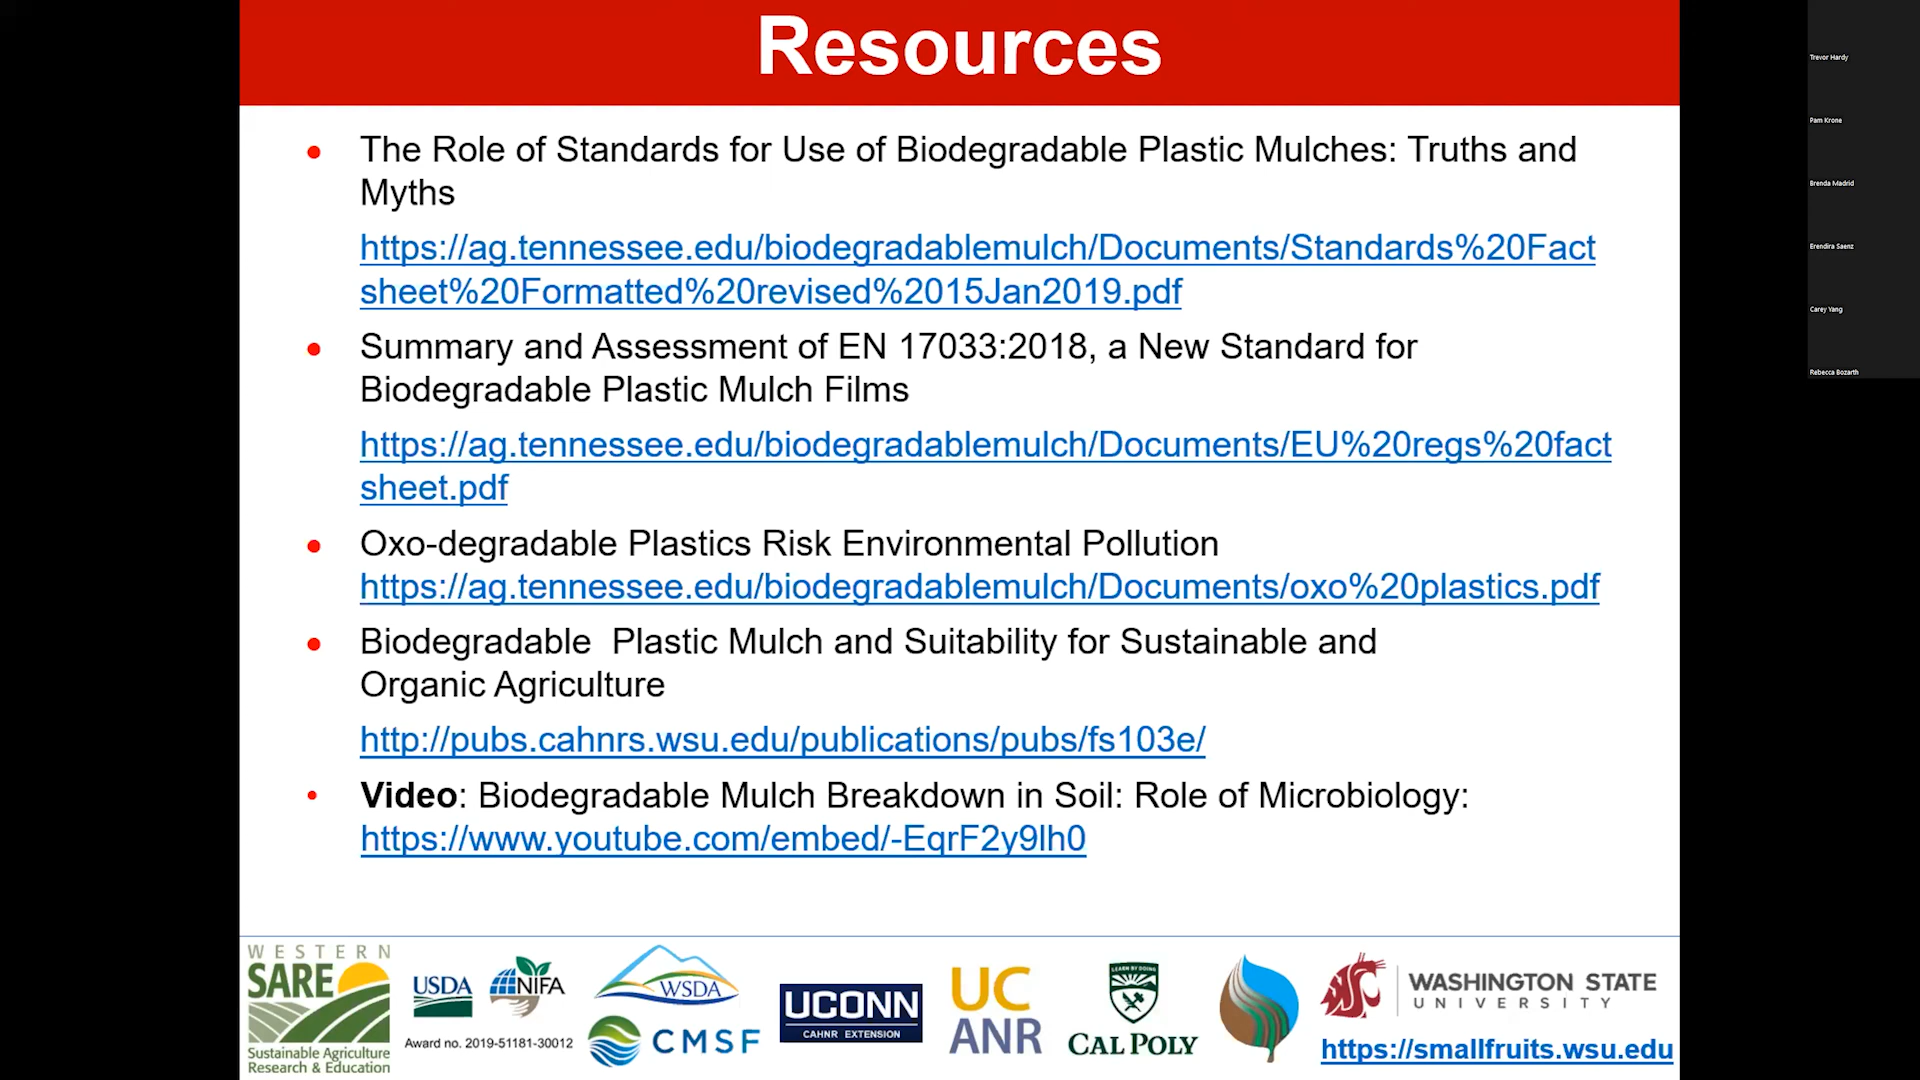 Resources
The Role of Standards for Use of Biodegradable Plastic Mulches: Truths and
Myths
https://ag.tennessee.edu/biodegradablemulch/Documents/Standards%20Fact
sheet%20Formatted%20revised%2015Jan2019.pdf
Summary and Assessment of EN 17033:2018, a New Standard for
Biodegradable Plastic Mulch Films
https://ag.tennessee.edu/biodegradablemulch/Documents/EU%20regs%20fact
sheet.pdf
Oxo-degradable Plastics Risk Environmental Pollution
https://ag.tennessee.edu/biodegradablemulch/Documents/oxo%20plastics.pdf
Biodegradable  Plastic Mulch and Suitability for Sustainable and
Organic Agriculture
http://pubs.cahnrs.wsu.edu/publications/pubs/fs103e/
Video: Biodegradable Mulch Breakdown in Soil: Role of Microbiology:
https://www.youtube.com/embed/-EqrF2y9lh0
WESTERN
SARE
Sustainable Agriculture
Research & Education
USDA
NIFA
Award no. 2019-51181-30012
WSDA
CMSF
UCONN
CAHNR EXTENSION
UC
ANR
LEARN BY DOING
CAL POLY
WASHINGTON STATE
UNIVERSITY
https://smallfruits.wsu.edu
Trevor Hardy
Pam Krone
Brenda Madrid
Erendira Saenz
Carey Yang
Rebecca Bozarth